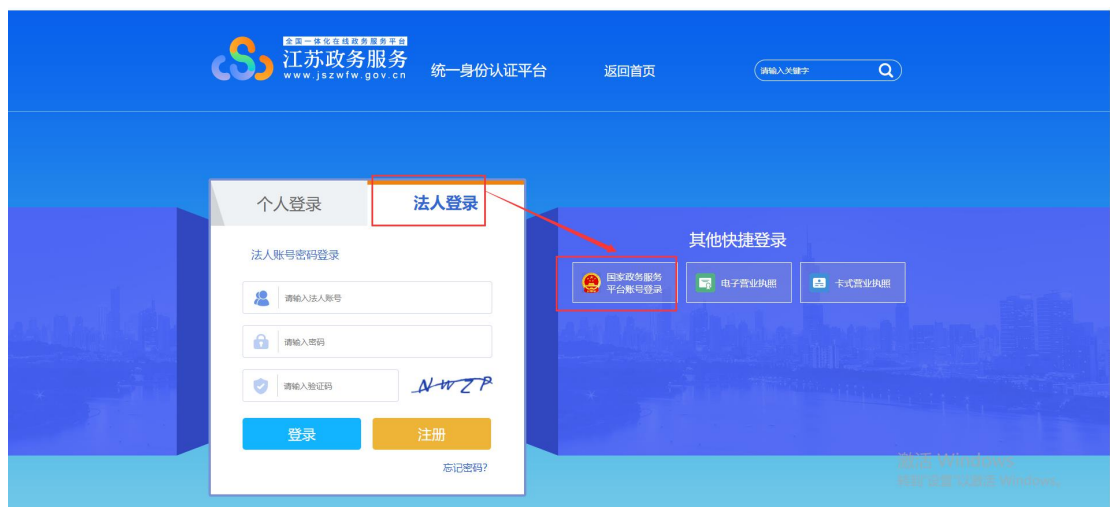 全国一体化在线政务服务平台
江苏政务服务
www.jszwfw.gov.cn
统一身份认证平台
返回首页
请输入关键字
个人登录
法人登录
法人账号密码登录
请输入法人账号
请输入密码
请输入验证码
NWZP
登录
注册
忘记密码?
其他快捷登录
国家政务服务
平台账号登录
电子营业执照
卡式营业执照
激活 Windows